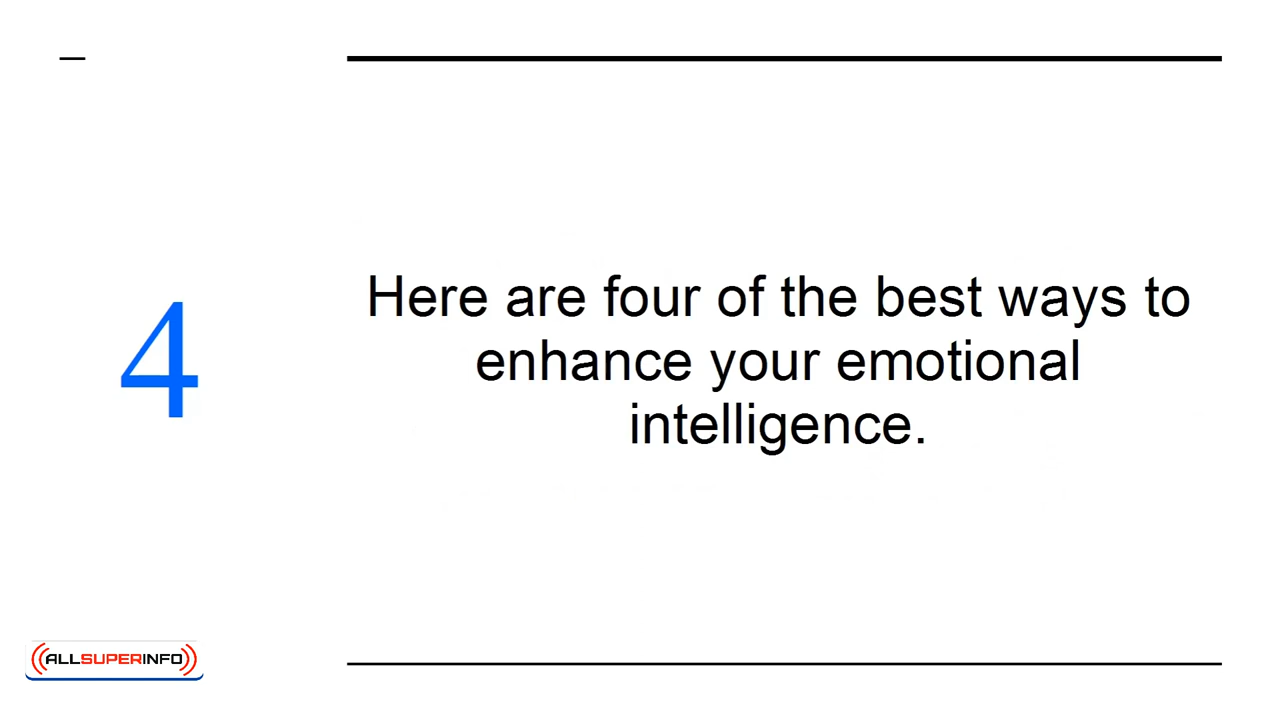 4
Here are four of the best ways to
enhance your emotional
intelligence.
ALLSUPERINFO